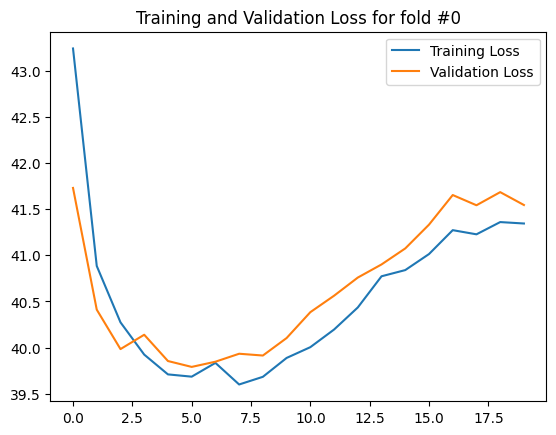 Training and Validation Loss for fold #0
Training Loss
Validation Loss
43.0
42.5
42.0
41.5
41.0
40.5
40.0
39.5
0.0 2.5 5.0 7.5 10.0 12.5 15.0 17.5